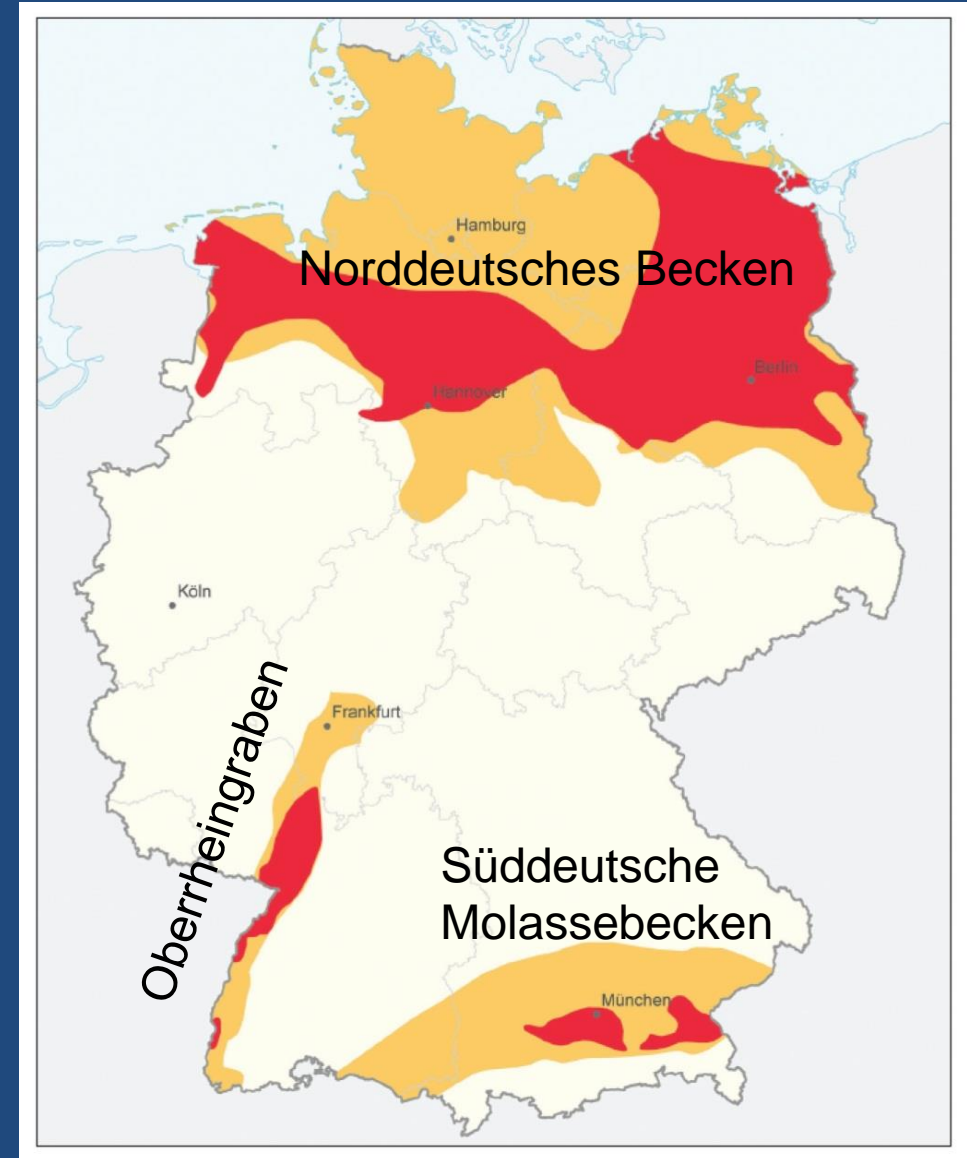 Hamburg
Norddeutsches Becken
Berlin
Hannover
Köln
Oberrheingraben
Frankfurt
Süddeutsche
Molassebecken
München